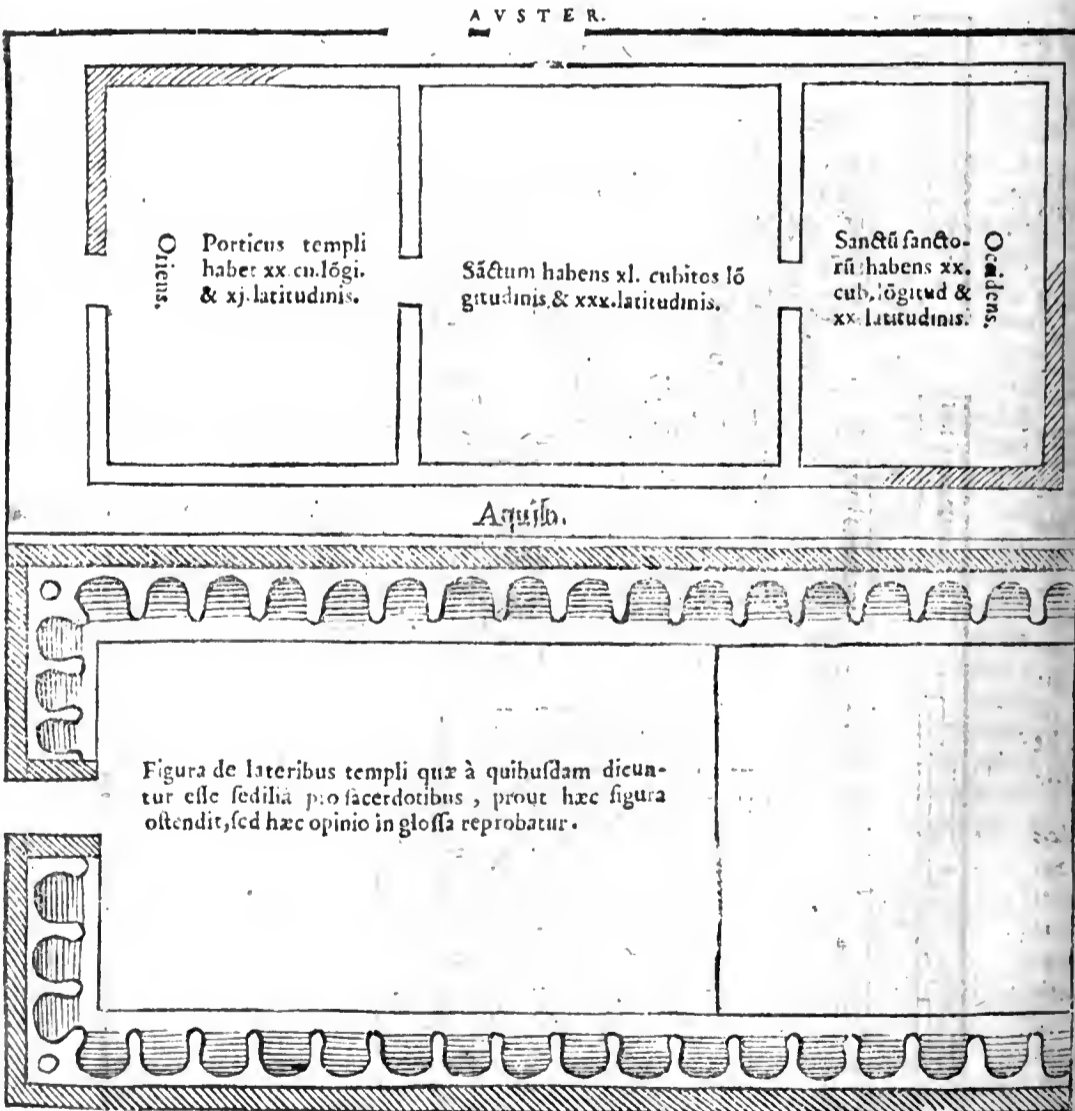 AVSTER.
Oriens.
Porticus templi
habet xx.cu.lõgi.
& xj.latitudinis.
Sãctum habens xl. cubitos lõ
gitudinis,& xxx.latitudinis.
Sanctũ ſancto-
rũ:habens xx.
cub.lõgitud &
xx.latitudinis.
Occidens.
Aquilo.
Figura de lateribus templi quæ à quibuſdam dicun-
tur eſſe ſedilia pro ſacerdotibus , prout hæc figura
oſtendit,ſed hæc opinio in gloſſa reprobatur.